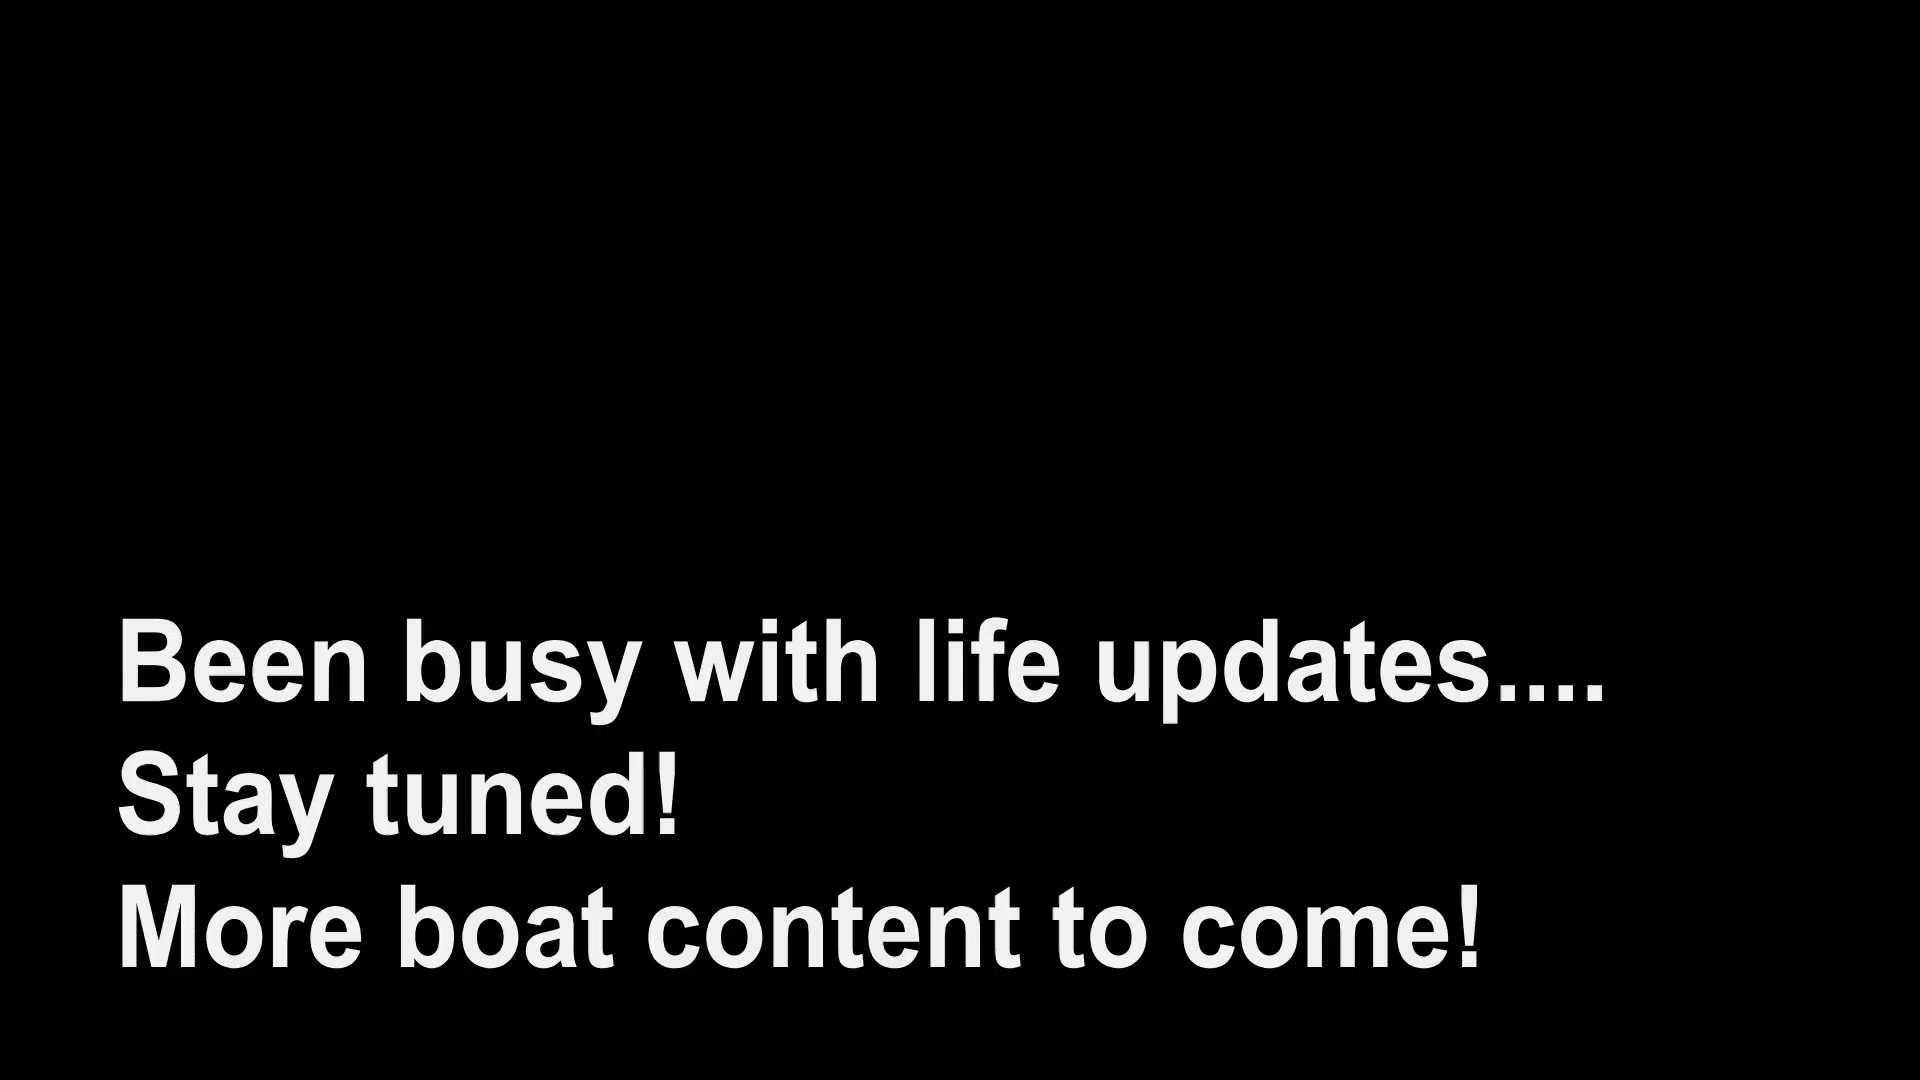 Been busy with life updates....
Stay tuned!
More boat content to come!